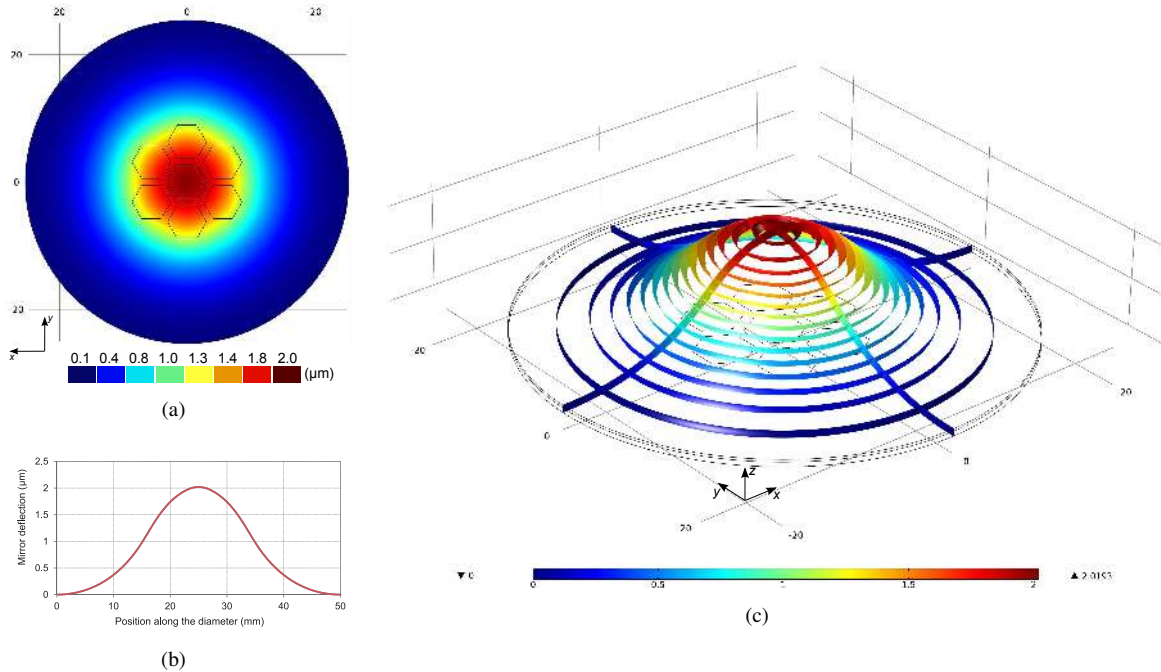 20 0 -20
20
0
20
y
x
0.1 0.4 0.8 1.0 1.3 1.4 1.8 2.0 (μm)
(a)
2.5
2
1.5
1
0.5
0
0 10 20 30 40 50
Mirror deflection (μm)
Position along the diameter (mm)
(b)
20
0
20
-20
0
20
z
y
x
▼ 0
0 0.5 1 1.5 2
▲ 2.0193
(c)